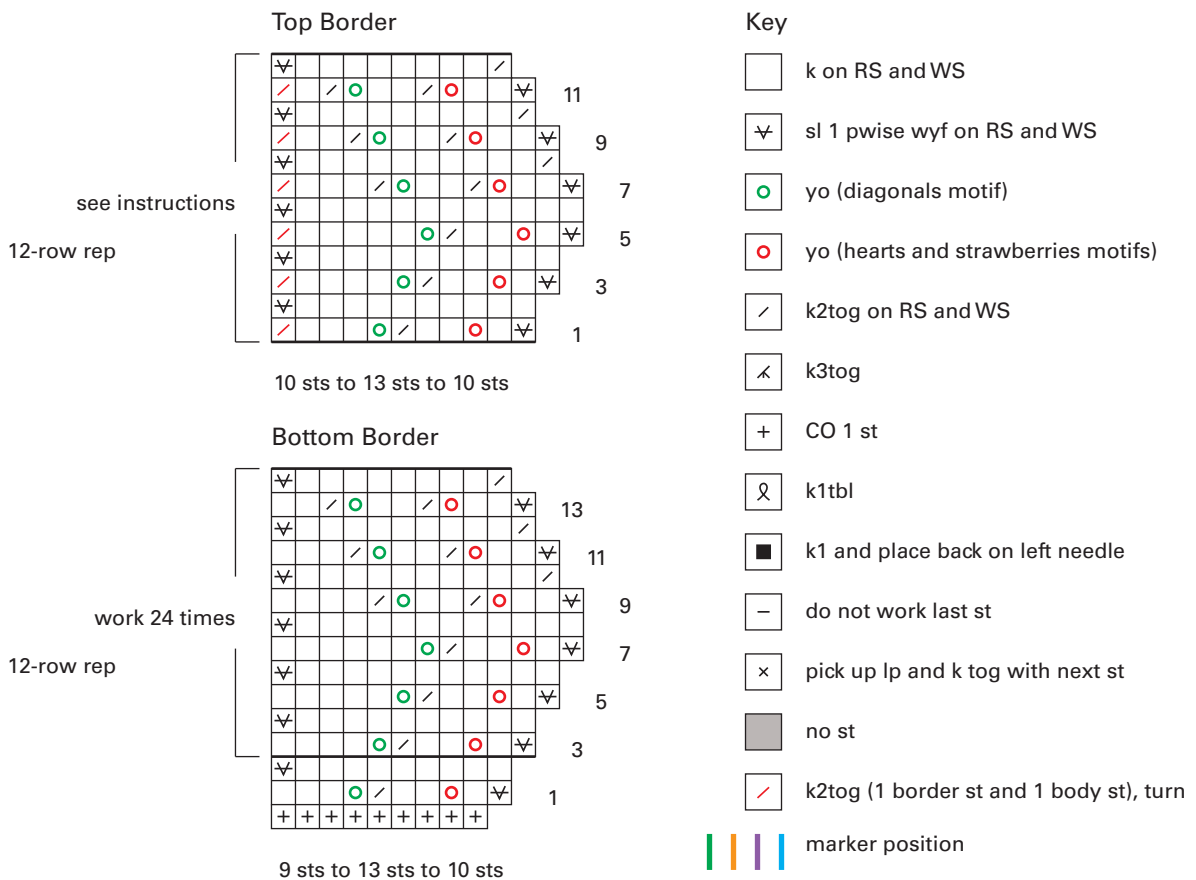 Top Border
11
9
7
5
3
1
see instructions
12-row rep
10 sts to 13 sts to 10 sts
Bottom Border
13
11
9
7
5
3
1
work 24 times
12-row rep
9 sts to 13 sts to 10 sts
Key
k on RS and WS
sl 1 pwise wyf on RS and WS
yo (diagonals motif)
yo (hearts and strawberries motifs)
k2tog on RS and WS
k3tog
CO 1 st
k1tbl
k1 and place back on left needle
do not work last st
pick up lp and k tog with next st
no st
k2tog (1 border st and 1 body st), turn
marker position